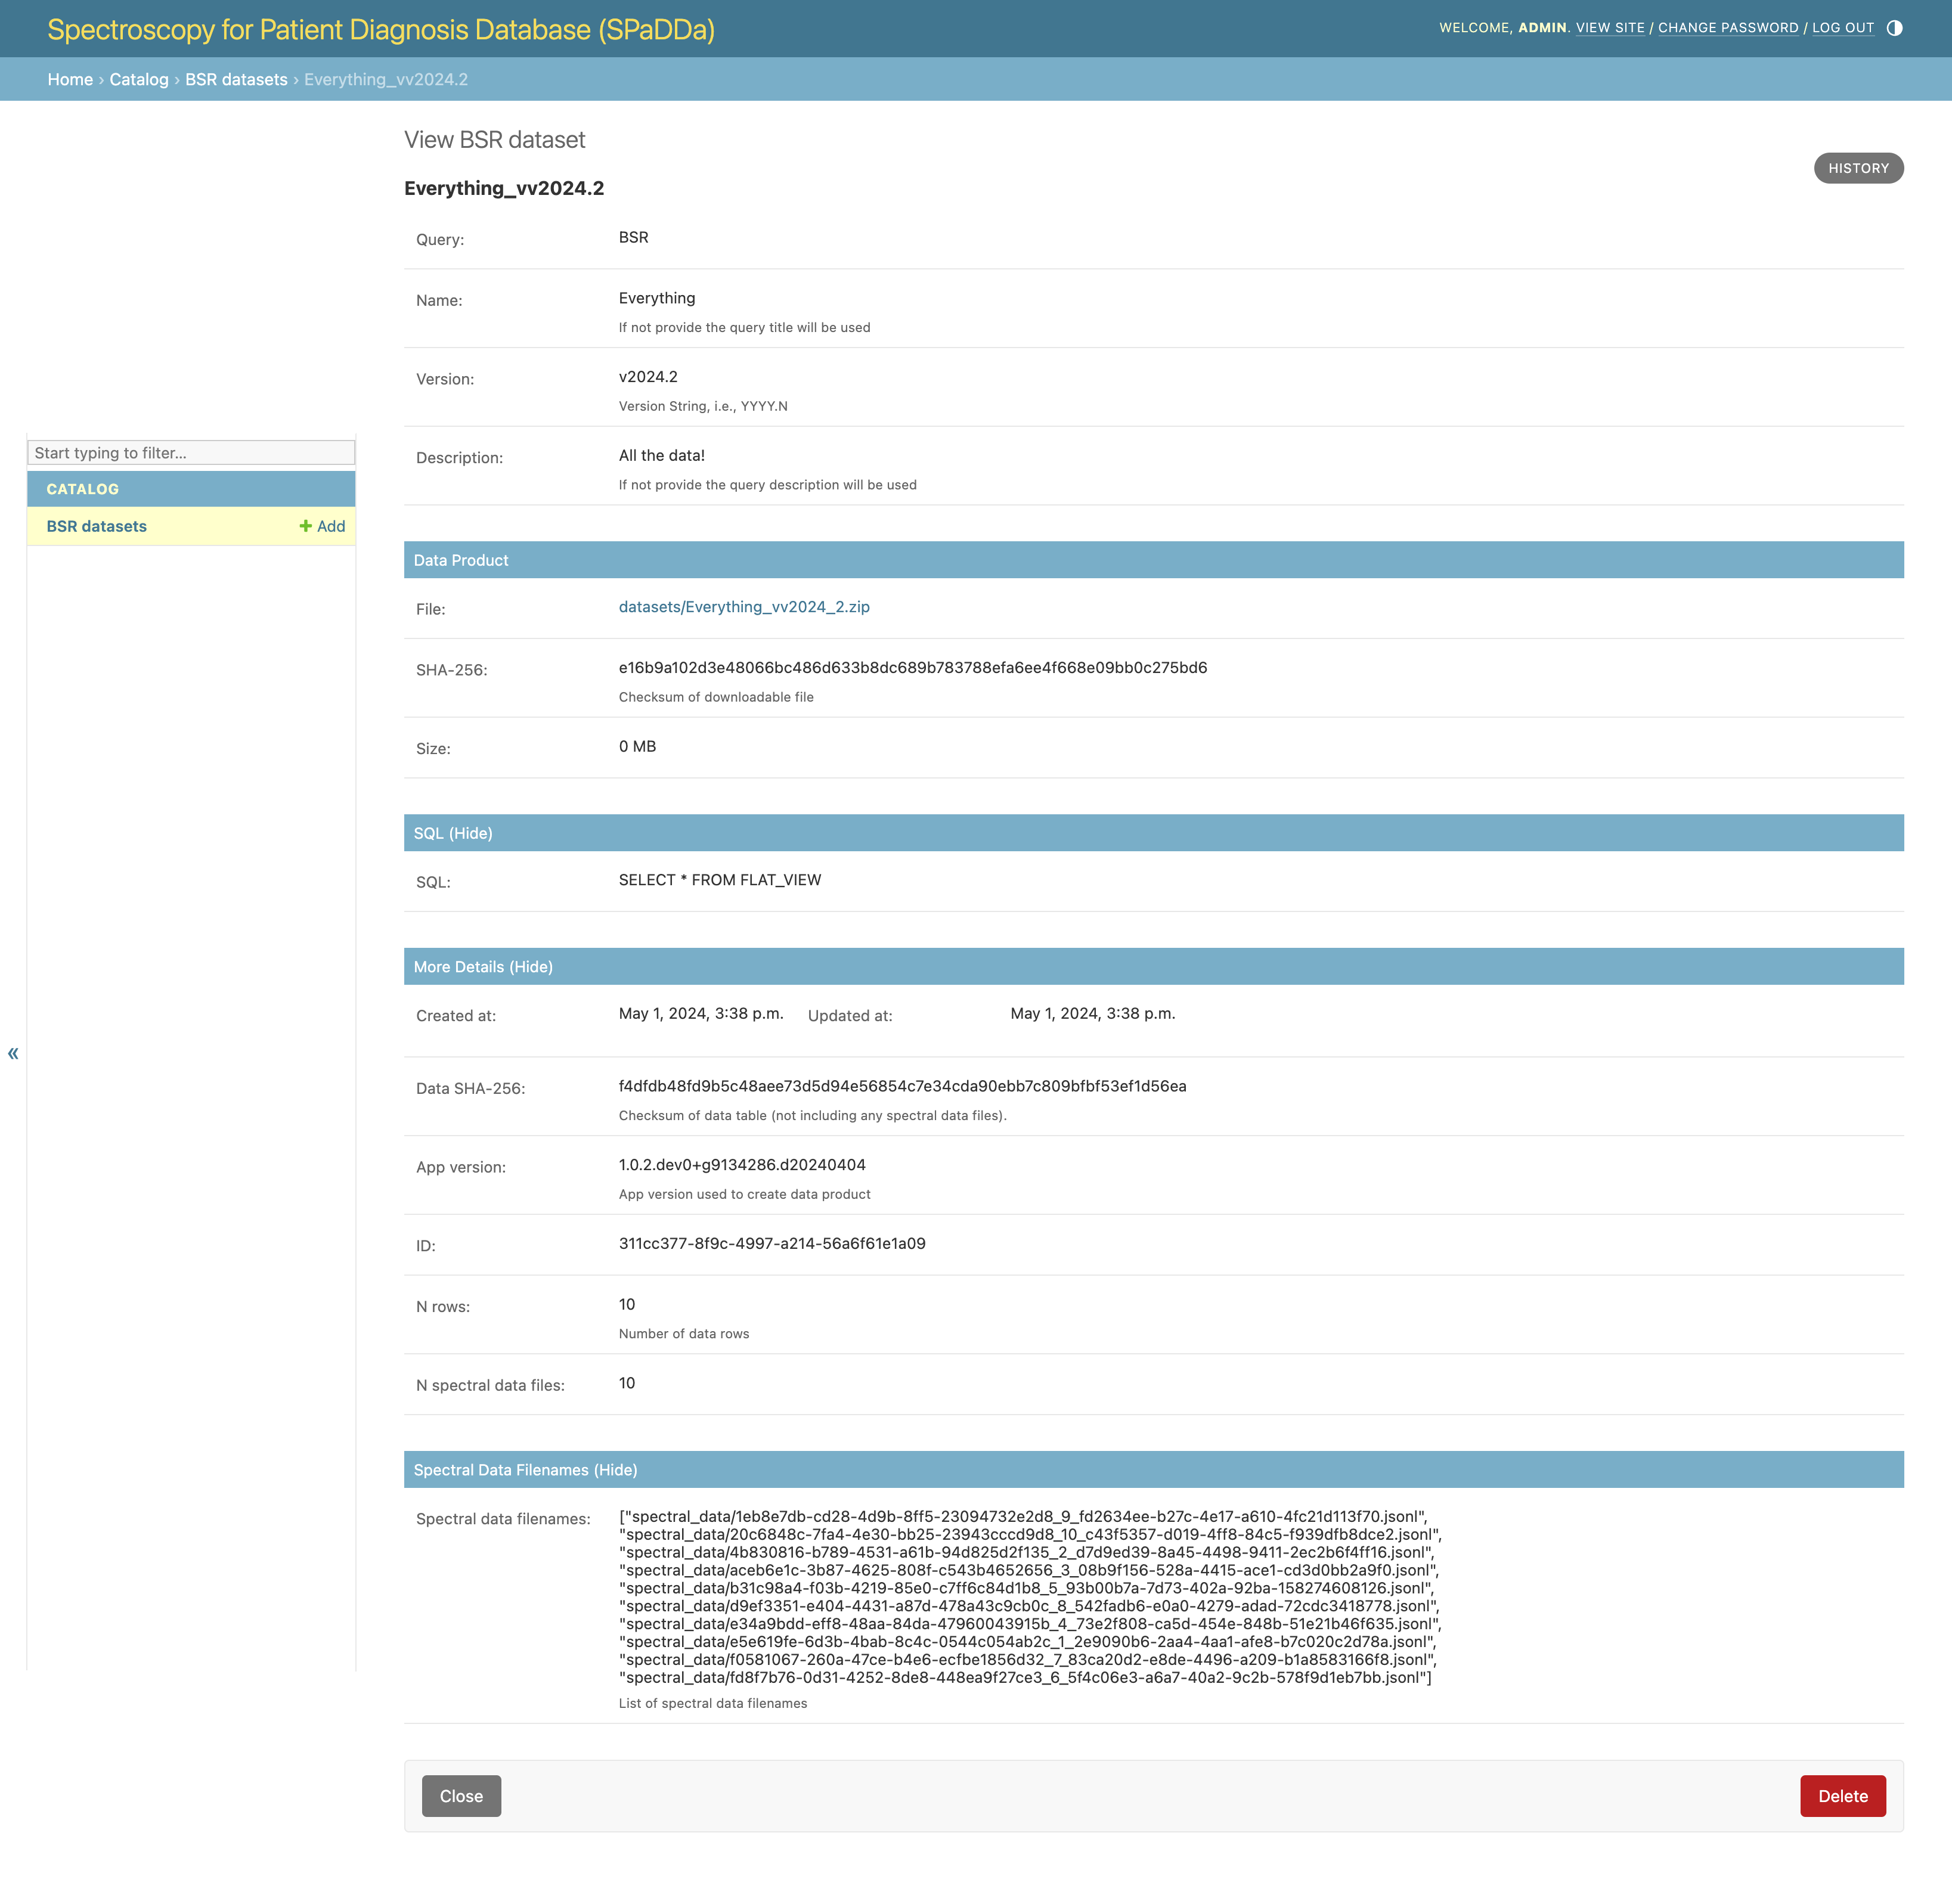 Spectroscopy for Patient Diagnosis Database (SPaDDa)
WELCOME, ADMIN. VIEW SITE / CHANGE PASSWORD / LOG OUT
Home › Catalog › BSR datasets › Everything_vv2024.2
Start typing to filter...
CATALOG
BSR datasets
+ Add
«
View BSR dataset
HISTORY
Everything_vv2024.2
Query: BSR
Name: Everything
If not provide the query title will be used
Version: v2024.2
Version String, i.e., YYYY.N
Description: All the data!
If not provide the query description will be used
Data Product
File: datasets/Everything_vv2024_2.zip
SHA-256: e16b9a102d3e48066bc486d633b8dc689b783788efa6ee4f668e09bb0c275bd6
Checksum of downloadable file
Size: 0 MB
SQL (Hide)
SQL: SELECT * FROM FLAT_VIEW
More Details (Hide)
Created at: May 1, 2024, 3:38 p.m. Updated at: May 1, 2024, 3:38 p.m.
Data SHA-256: f4dfdb48fd9b5c48aee73d5d94e56854c7e34cda90ebb7c809bfbf53ef1d56ea
Checksum of data table (not including any spectral data files).
App version: 1.0.2.dev0+g9134286.d20240404
App version used to create data product
ID: 311cc377-8f9c-4997-a214-56a6f61e1a09
N rows: 10
Number of data rows
N spectral data files: 10
Spectral Data Filenames (Hide)
Spectral data filenames: ["spectral_data/1eb8e7db-cd28-4d9b-8ff5-23094732e2d8_9_fd2634ee-b27c-4e17-a610-4fc21d113f70.jsonl",
"spectral_data/20c6848c-7fa4-4e30-bb25-23943cccd9d8_10_c43f5357-d019-4ff8-84c5-f939dfb8dce2.jsonl",
"spectral_data/4b830816-b789-4531-a61b-94d825d2f135_2_d7d9ed39-8a45-4498-9411-2ec2b6f4ff16.jsonl",
"spectral_data/aceb6e1c-3b87-4625-808f-c543b4652656_3_08b9f156-528a-4415-ace1-cd3d0bb2a9f0.jsonl",
"spectral_data/b31c98a4-f03b-4219-85e0-c7ff6c84d1b8_5_93b00b7a-7d73-402a-92ba-158274608126.jsonl",
"spectral_data/d9ef3351-e404-4431-a87d-478a43c9cb0c_8_542fadb6-e0a0-4279-adad-72cdc3418778.jsonl",
"spectral_data/e34a9bdd-eff8-48aa-84da-47960043915b_4_73e2f808-ca5d-454e-848b-51e21b46f635.jsonl",
"spectral_data/e5e619fe-6d3b-4bab-8c4c-0544c054ab2c_1_2e9090b6-2aa4-4aa1-afe8-b7c020c2d78a.jsonl",
"spectral_data/f0581067-260a-47ce-b4e6-ecfbe1856d32_7_83ca20d2-e8de-4496-a209-b1a8583166f8.jsonl",
"spectral_data/fd8f7b76-0d31-4252-8de8-448ea9f27ce3_6_5f4c06e3-a6a7-40a2-9c2b-578f9d1eb7bb.jsonl"]
List of spectral data filenames
Close
Delete